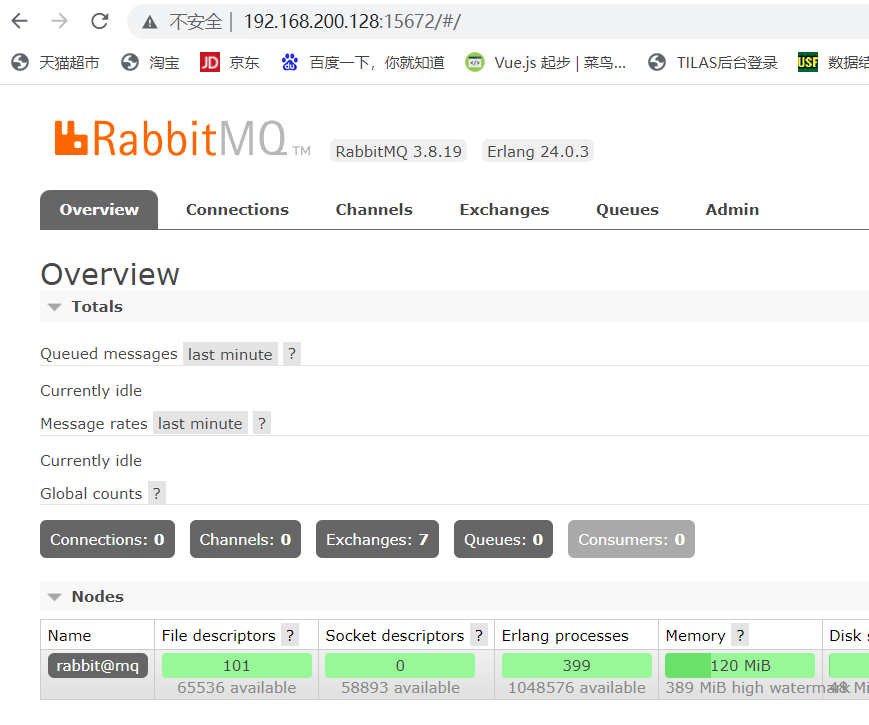 不安全 | 192.168.200.128:15672/#/
天猫超市 淘宝 JD 京东 百度一下，你就知道 Vue.js 起步 | 菜鸟... TILAS后台登录 USF 数据结
RabbitMQ TM RabbitMQ 3.8.19 Erlang 24.0.3
Overview Connections Channels Exchanges Queues Admin
Overview
Totals
Queued messages last minute ?
Currently idle
Message rates last minute ?
Currently idle
Global counts ?
Connections: 0 Channels: 0 Exchanges: 7 Queues: 0 Consumers: 0
Nodes
Name File descriptors ? Socket descriptors ? Erlang processes Memory ? Disk s
rabbit@mq 101 0 399 120 MiB
65536 available 58893 available 1048576 available 389 MiB high watermark 48 Mi